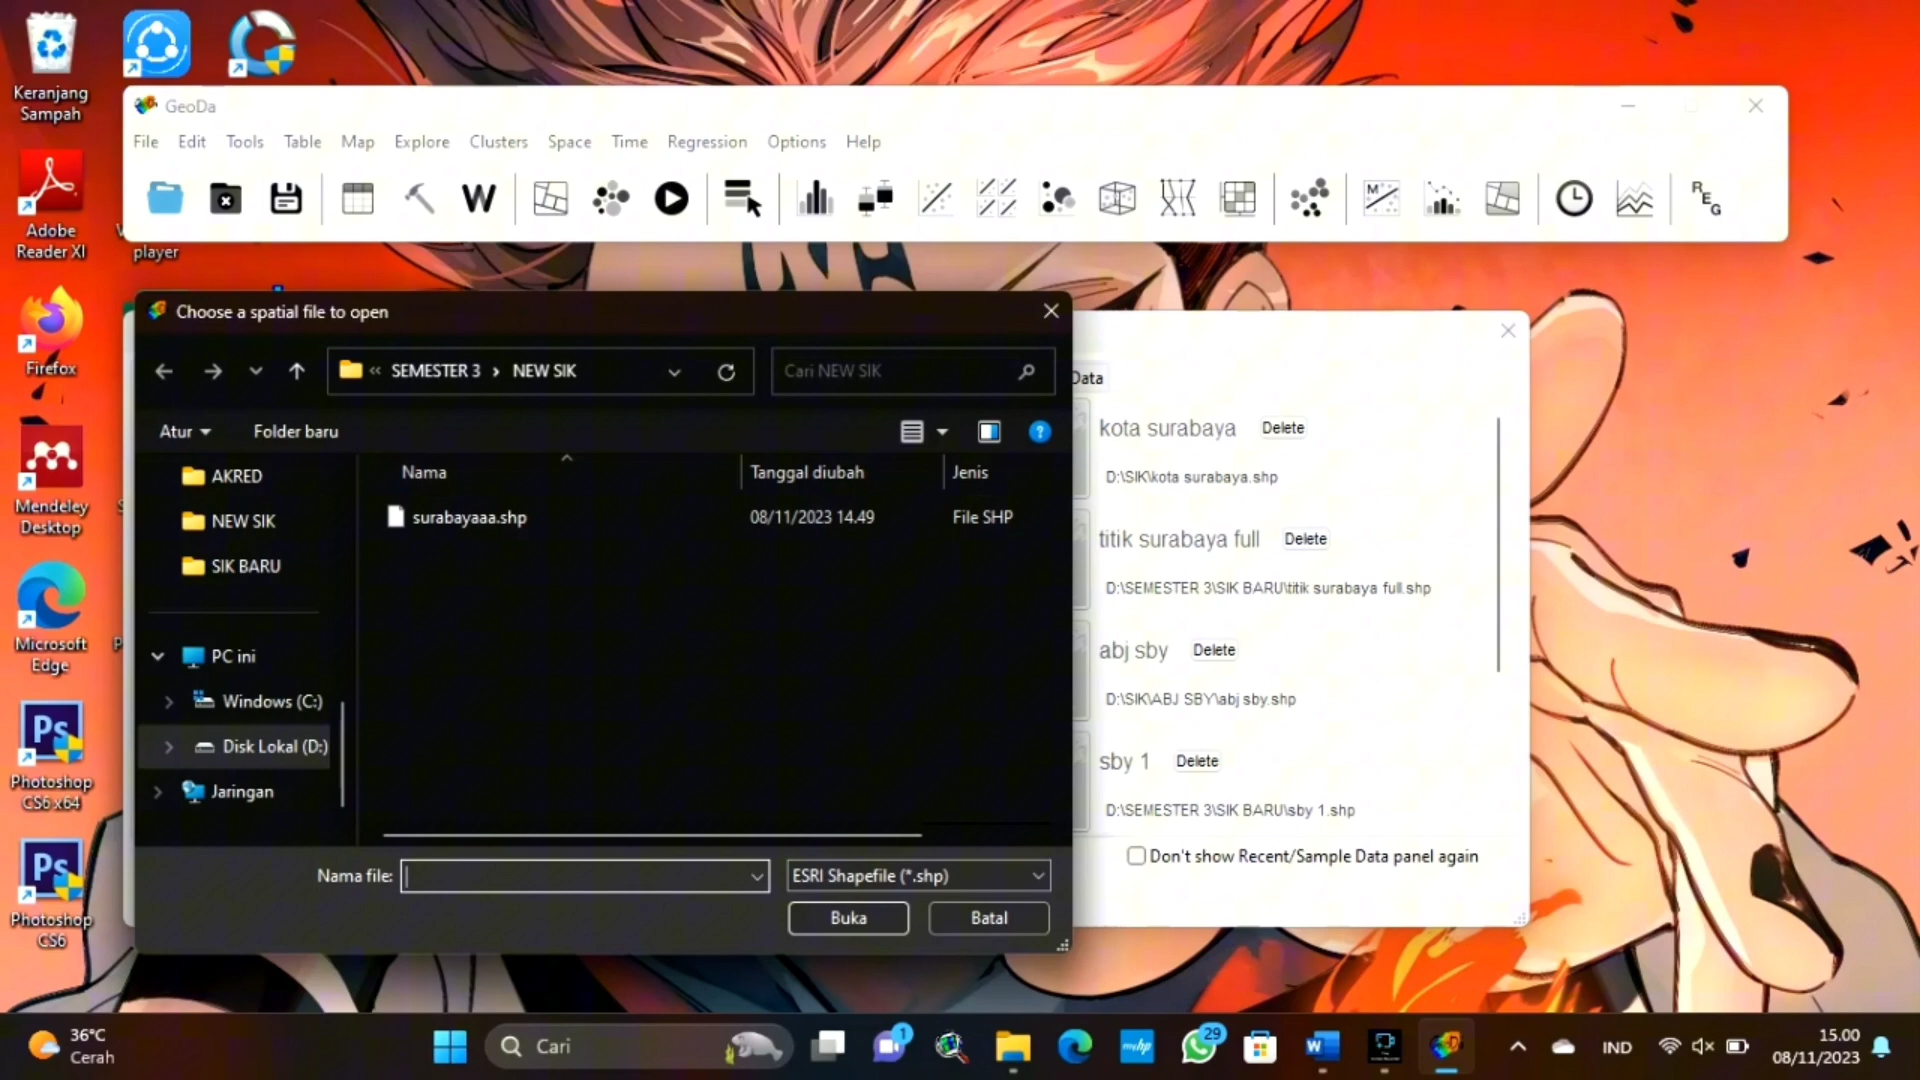 Keranjang
Sampah
GeoDa
File Edit Tools Table Map Explore Clusters Space Time Regression Options Help
W
M
R
E
G
Adobe
Reader XI
player
Choose a spatial file to open
Firefox
SEMESTER 3 › NEW SIK
Cari NEW SIK
Data
Atur
Folder baru
kota surabaya
Delete
D:\SIK\kota surabaya.shp
AKRED
Nama
Tanggal diubah
Jenis
NEW SIK
surabayaaa.shp
08/11/2023 14.49
File SHP
Mendeley
Desktop
titik surabaya full
Delete
SIK BARU
D:\SEMESTER 3\SIK BARU\titik surabaya full.shp
Microsoft
Edge
PC ini
abj sby
Delete
Windows (C:)
D:\SIK\ABJ SBY\abj sby.shp
Disk Lokal (D:)
Ps
sby 1
Delete
Photoshop
CS6 x64
Jaringan
D:\SEMESTER 3\SIK BARU\sby 1.shp
Don't show Recent/Sample Data panel again
Nama file:
ESRI Shapefile (*.shp)
Ps
Photoshop
CS6
Buka
Batal
36°C
Cerah
Cari
1
myhp
29
W
IND
15.00
08/11/2023